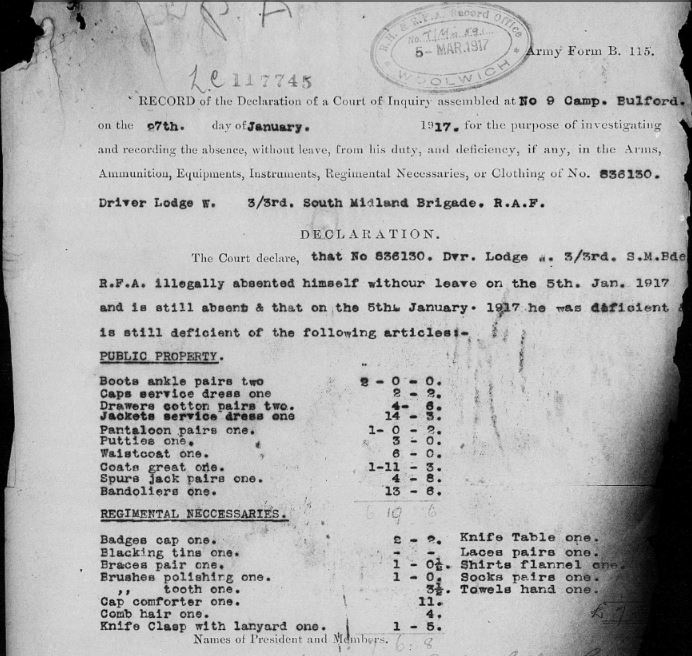 R.H. & R.F.A. Record Office
5- MAR.1917
WOOLWICH
Army Form B. 115.
LC 117745
RECORD of the Declaration of a Court of Inquiry assembled at No 9 Camp. Bulford.
on the 27th. day of January. 1917. for the purpose of investigating
and recording the absence, without leave, from his duty, and deficiency, if any, in the Arms,
Ammunition, Equipments, Instruments, Regimental Necessaries, or Clothing of No. 836130.
Driver Lodge W. 3/3rd. South Midland Brigade. R.A.F.
DECLARATION.
The Court declare, that No 836130. Dvr. Lodge W. 3/3rd. S.M.Bde
R.F.A. illegally absented himself withour leave on the 5th. Jan. 1917
and is still absent & that on the 5th. January. 1917 he was deficient &
is still deficient of the following articles:-
PUBLIC PROPERTY.
Boots ankle pairs two 2 - 0 - 0.
Caps service dress one 2 - 2.
Drawers cotton pairs two. 4- 6.
Jackets service dress one 14 - 3.
Pantaloon pairs one. 1- 0 - 2.
Putties one. 3 - 0.
Waistcoat one. 6 - 0.
Coats great one. 1-11 - 3.
Spurs jack pairs one. 4 - 8.
Bandoliers one. 13 - 6.
REGIMENTAL NECCESSARIES. 6 19 6
Badges cap one. 2 - 2. Knife Table one.
Blacking tins one. - - Laces pairs one.
Braces pair one. 1 - 0½. Shirts flannel one.
Brushes polishing one. 1 - 0. Socks pairs one.
,, tooth one. 3½. Towels hand one.
Cap comforter one. 11.
Comb hair one. 4.
Knife Clasp with lanyard one. 1 - 5.
Names of President and Members. 6. 8